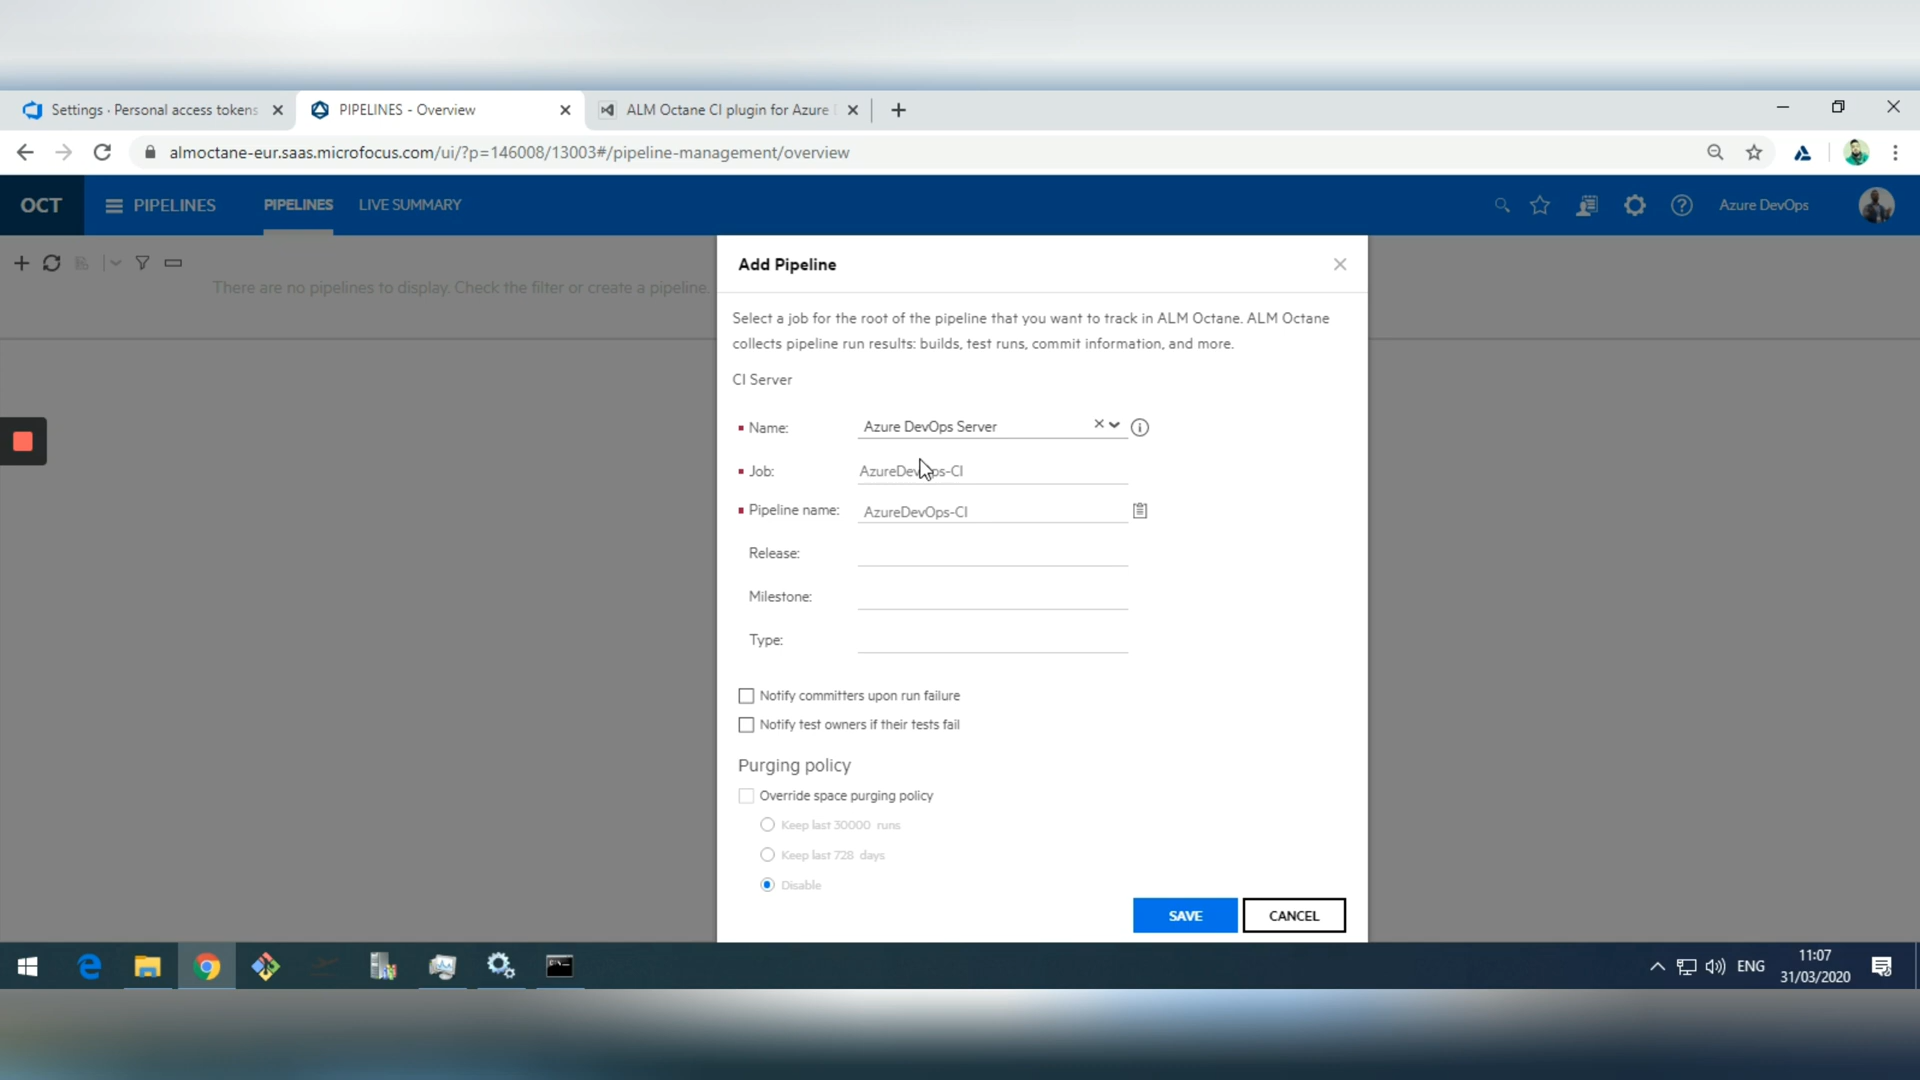 Settings · Personal access tokens
PIPELINES - Overview
ALM Octane CI plugin for Azure
almoctane-eur.saas.microfocus.com/ui/?p=146008/13003#/pipeline-management/overview
OCT
PIPELINES
PIPELINES
LIVE SUMMARY
Azure DevOps
There are no pipelines to display. Check the filter or create a pipeline.
Add Pipeline
Select a job for the root of the pipeline that you want to track in ALM Octane. ALM Octane
collects pipeline run results: builds, test runs, commit information, and more.
CI Server
Name:
Azure DevOps Server
Job:
AzureDevOps-CI
Pipeline name:
AzureDevOps-CI
Release:
Milestone:
Type:
Notify committers upon run failure
Notify test owners if their tests fail
Purging policy
Override space purging policy
Keep last 30000 runs
Keep last 728 days
Disable
SAVE
CANCEL
ENG
11:07
31/03/2020